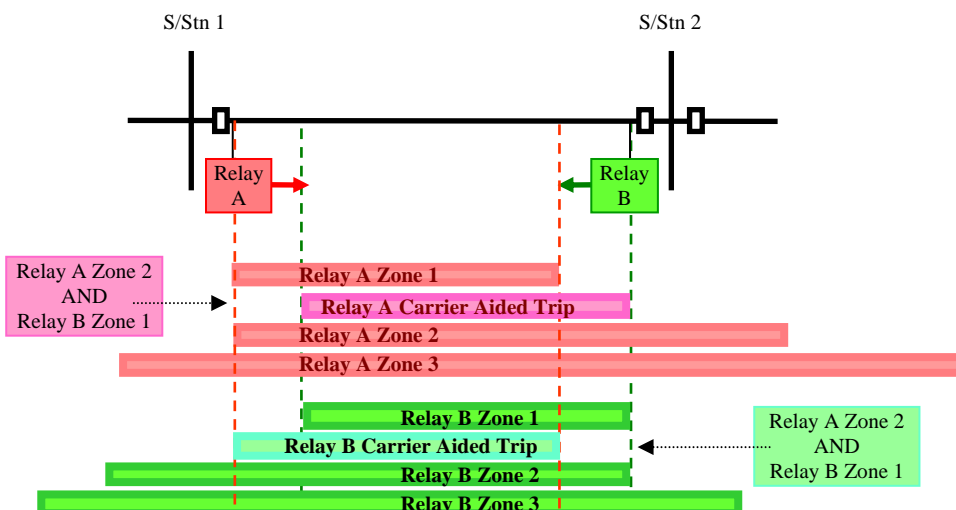 S/Stn 1
S/Stn 2
Relay
A
Relay
B
Relay A Zone 2
AND
Relay B Zone 1
Relay A Zone 1
Relay A Carrier Aided Trip
Relay A Zone 2
Relay A Zone 3
Relay B Zone 1
Relay B Carrier Aided Trip
Relay B Zone 2
Relay B Zone 3
Relay A Zone 2
AND
Relay B Zone 1